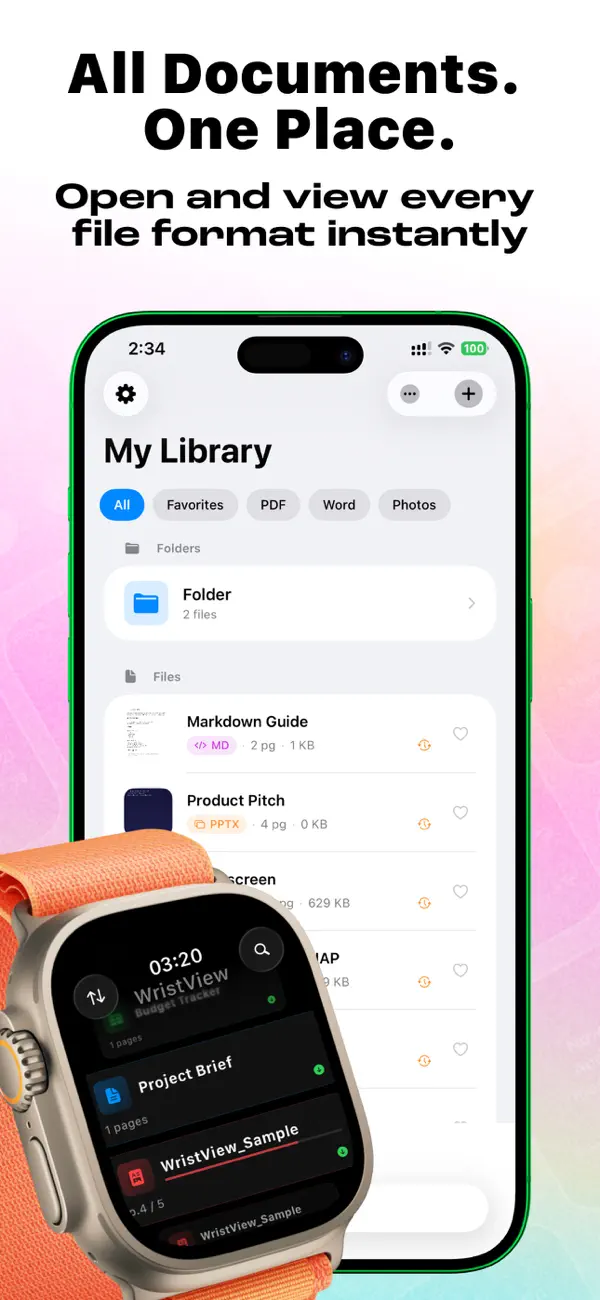 All Documents.
One Place.
Open and view every
file format instantly
2:34
100
My Library
All
Favorites
PDF
Word
Photos
Folders
Folder
2 files
Files
Markdown Guide
</> MD · 2 pg · 1 KB
Product Pitch
PPTX · 4 pg · 0 KB
screen
pg · 629 KB
9 KB
03:20
WristView
Budget Tracker
1 pages
Project Brief
1 pages
WristView_Sample
p.4 / 5
WristView_Sample